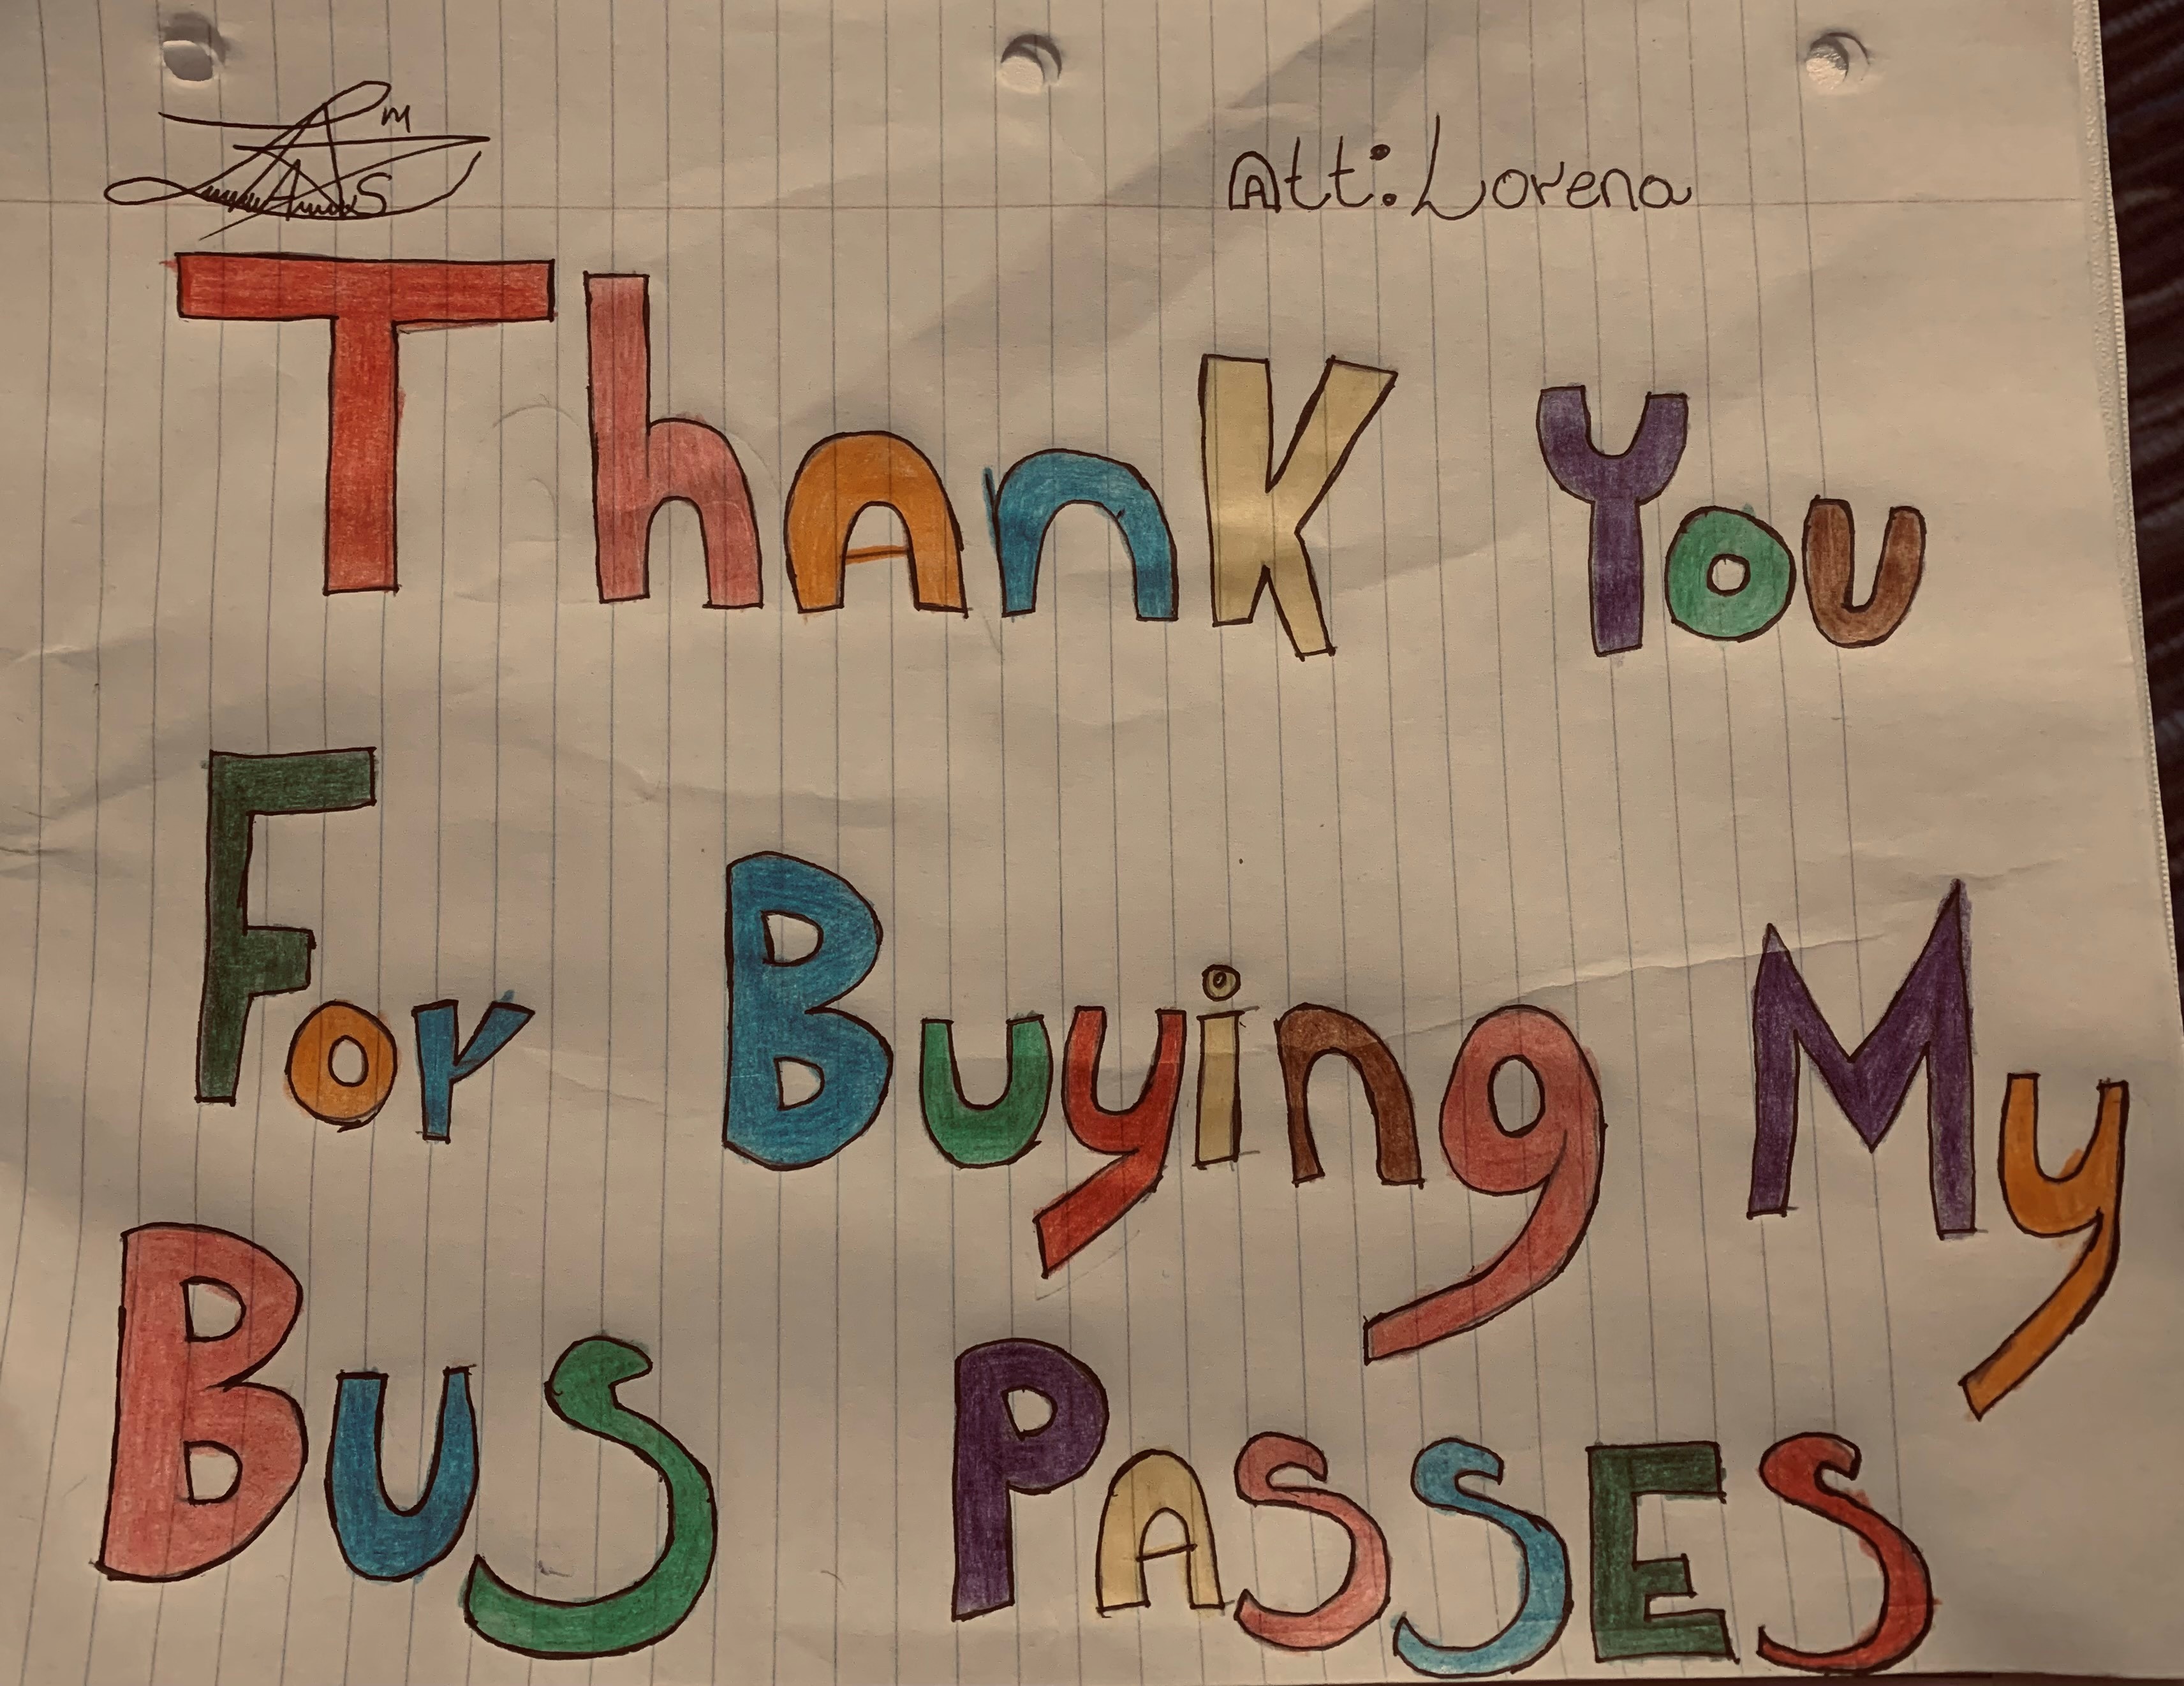 Att: Lorena
Thank You
For Buying My
Bus PASSES